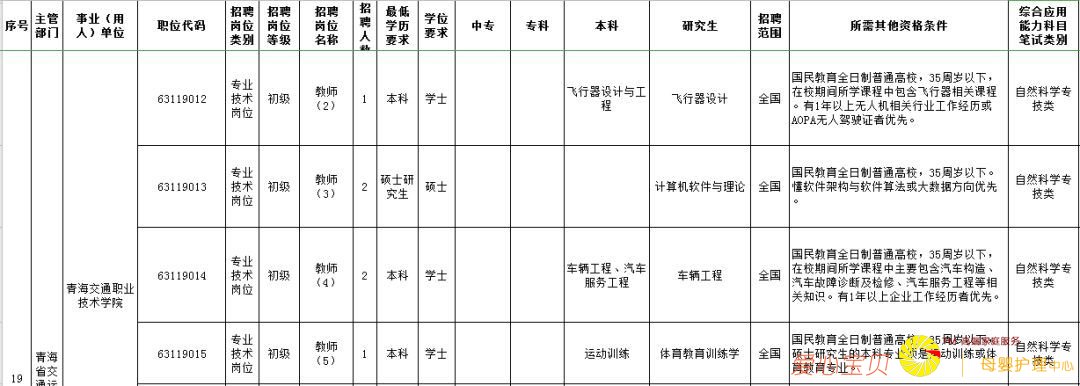 序号 主管部门 事业（用人）单位 职位代码 招聘岗位类别 招聘岗位等级 招聘岗位名称 招聘人数 最低学历要求 学位要求 中专 专科 本科 研究生 招聘范围 所需其他资格条件 综合应用能力科目笔试类别
63119012 专业技术岗位 初级 教师（2） 1 本科 学士 飞行器设计与工程 飞行器设计 全国 国民教育全日制普通高校，35周岁以下，在校期间所学课程中包含飞行器相关课程。有1年以上无人机相关行业工作经历或AOPA无人驾驶证者优先。 自然科学专技类
63119013 专业技术岗位 初级 教师（3） 2 硕士研究生 硕士 计算机软件与理论 全国 国民教育全日制普通高校，35周岁以下。懂软件架构与软件算法或大数据方向优先。 自然科学专技类
青海交通职业技术学院
63119014 专业技术岗位 初级 教师（4） 2 本科 学士 车辆工程、汽车服务工程 车辆工程 全国 国民教育全日制普通高校，35周岁以下，在校期间所学课程中主要包含汽车构造、汽车故障诊断及检修、汽车服务工程等相关知识。有1年以上企业工作经历者优先。 自然科学专技类
19 青海省交通运
63119015 专业技术岗位 初级 教师（5） 1 本科 学士 运动训练 体育教育训练学 全国 国民教育全日制普通高校，35周岁以下。硕士研究生的本科专业须是运动训练或体育教育专业。 自然科学专技类
爱心宝贝 家庭服务
母婴护理中心